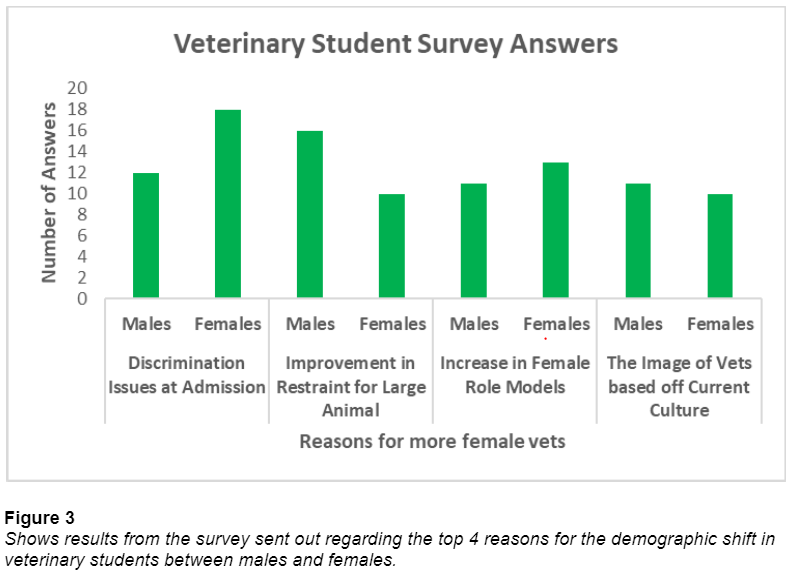 Veterinary Student Survey Answers
Number of Answers
20
18
16
14
12
10
8
6
4
2
0
Males Females Males Females Males Females Males Females
Discrimination Improvement in Increase in Female The Image of Vets
Issues at Admission Restraint for Large Role Models based off Current
Animal Culture
Reasons for more female vets
Figure 3
Shows results from the survey sent out regarding the top 4 reasons for the demographic shift in
veterinary students between males and females.